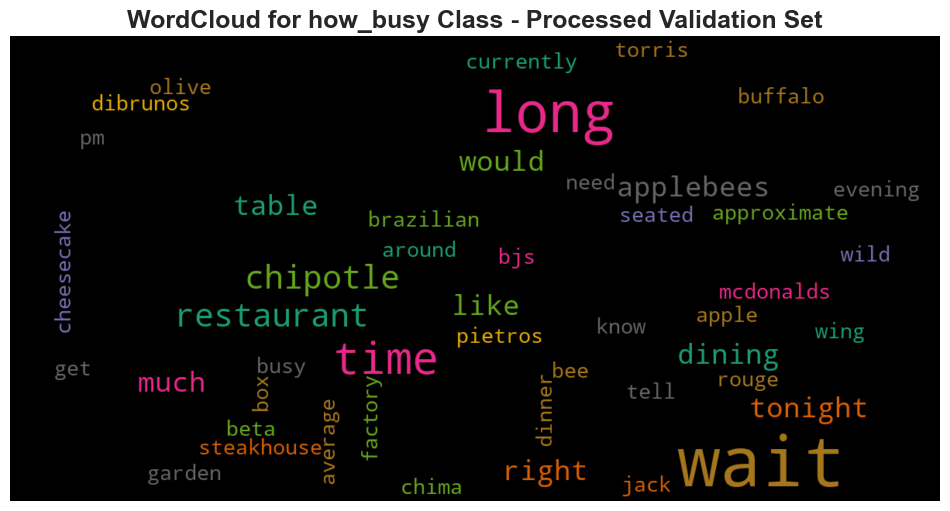 WordCloud for how_busy Class - Processed Validation Set
torris
currently
olive
dibrunos
buffalo
long
pm
would
need
applebees
evening
table
cheesecake
brazilian
seated
approximate
around
bjs
wild
chipotle
mcdonalds
like
restaurant
apple
know
wing
pietros
time
dining
get
busy
much
box
factory
bee
dinner
rouge
tell
average
tonight
beta
steakhouse
wait
garden
right
chima
jack